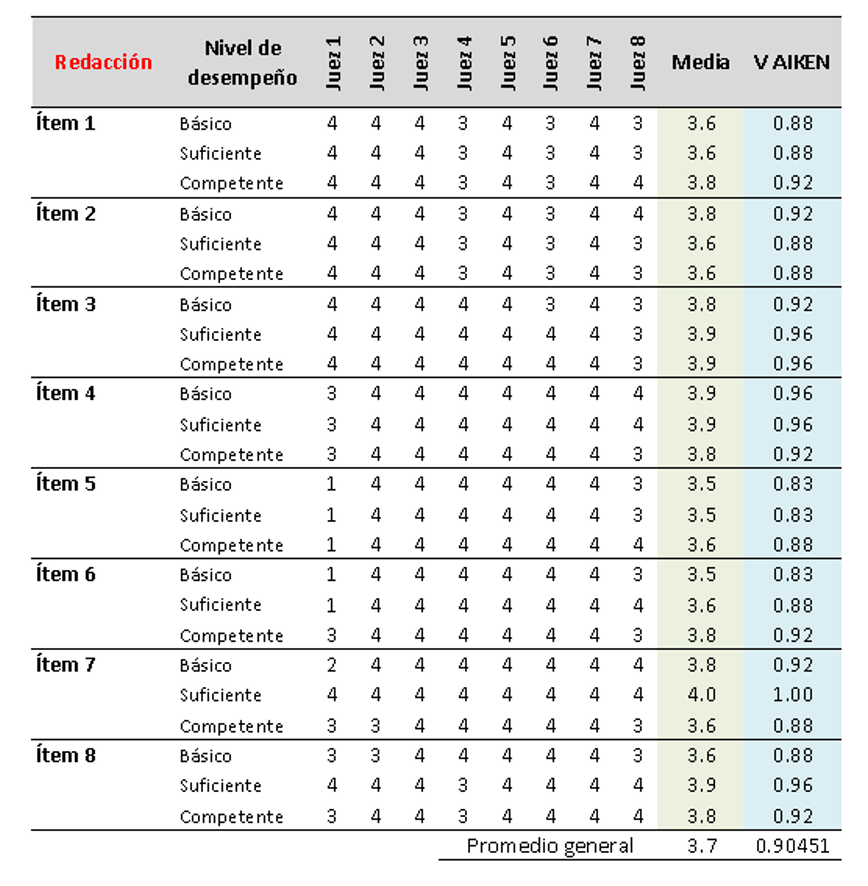 Redacción Nivel de desempeño Juez 1 Juez 2 Juez 3 Juez 4 Juez 5 Juez 6 Juez 7 Juez 8 Media V AIKEN
Ítem 1 Básico 4 4 4 3 4 3 4 3 3.6 0.88
Suficiente 4 4 4 3 4 3 4 3 3.6 0.88
Competente 4 4 4 3 4 3 4 4 3.8 0.92
Ítem 2 Básico 4 4 4 3 4 3 4 4 3.8 0.92
Suficiente 4 4 4 3 4 3 4 3 3.6 0.88
Competente 4 4 4 3 4 3 4 3 3.6 0.88
Ítem 3 Básico 4 4 4 4 4 3 4 3 3.8 0.92
Suficiente 4 4 4 4 4 4 4 3 3.9 0.96
Competente 4 4 4 4 4 4 4 3 3.9 0.96
Ítem 4 Básico 3 4 4 4 4 4 4 4 3.9 0.96
Suficiente 3 4 4 4 4 4 4 4 3.9 0.96
Competente 3 4 4 4 4 4 4 3 3.8 0.92
Ítem 5 Básico 1 4 4 4 4 4 4 3 3.5 0.83
Suficiente 1 4 4 4 4 4 4 3 3.5 0.83
Competente 1 4 4 4 4 4 4 4 3.6 0.88
Ítem 6 Básico 1 4 4 4 4 4 4 3 3.5 0.83
Suficiente 1 4 4 4 4 4 4 4 3.6 0.88
Competente 3 4 4 4 4 4 4 3 3.8 0.92
Ítem 7 Básico 2 4 4 4 4 4 4 4 3.8 0.92
Suficiente 4 4 4 4 4 4 4 4 4.0 1.00
Competente 3 3 4 4 4 4 4 3 3.6 0.88
Ítem 8 Básico 3 3 4 4 4 4 4 3 3.6 0.88
Suficiente 4 4 4 3 4 4 4 4 3.9 0.96
Competente 3 4 4 3 4 4 4 4 3.8 0.92
Promedio general 3.7 0.90451